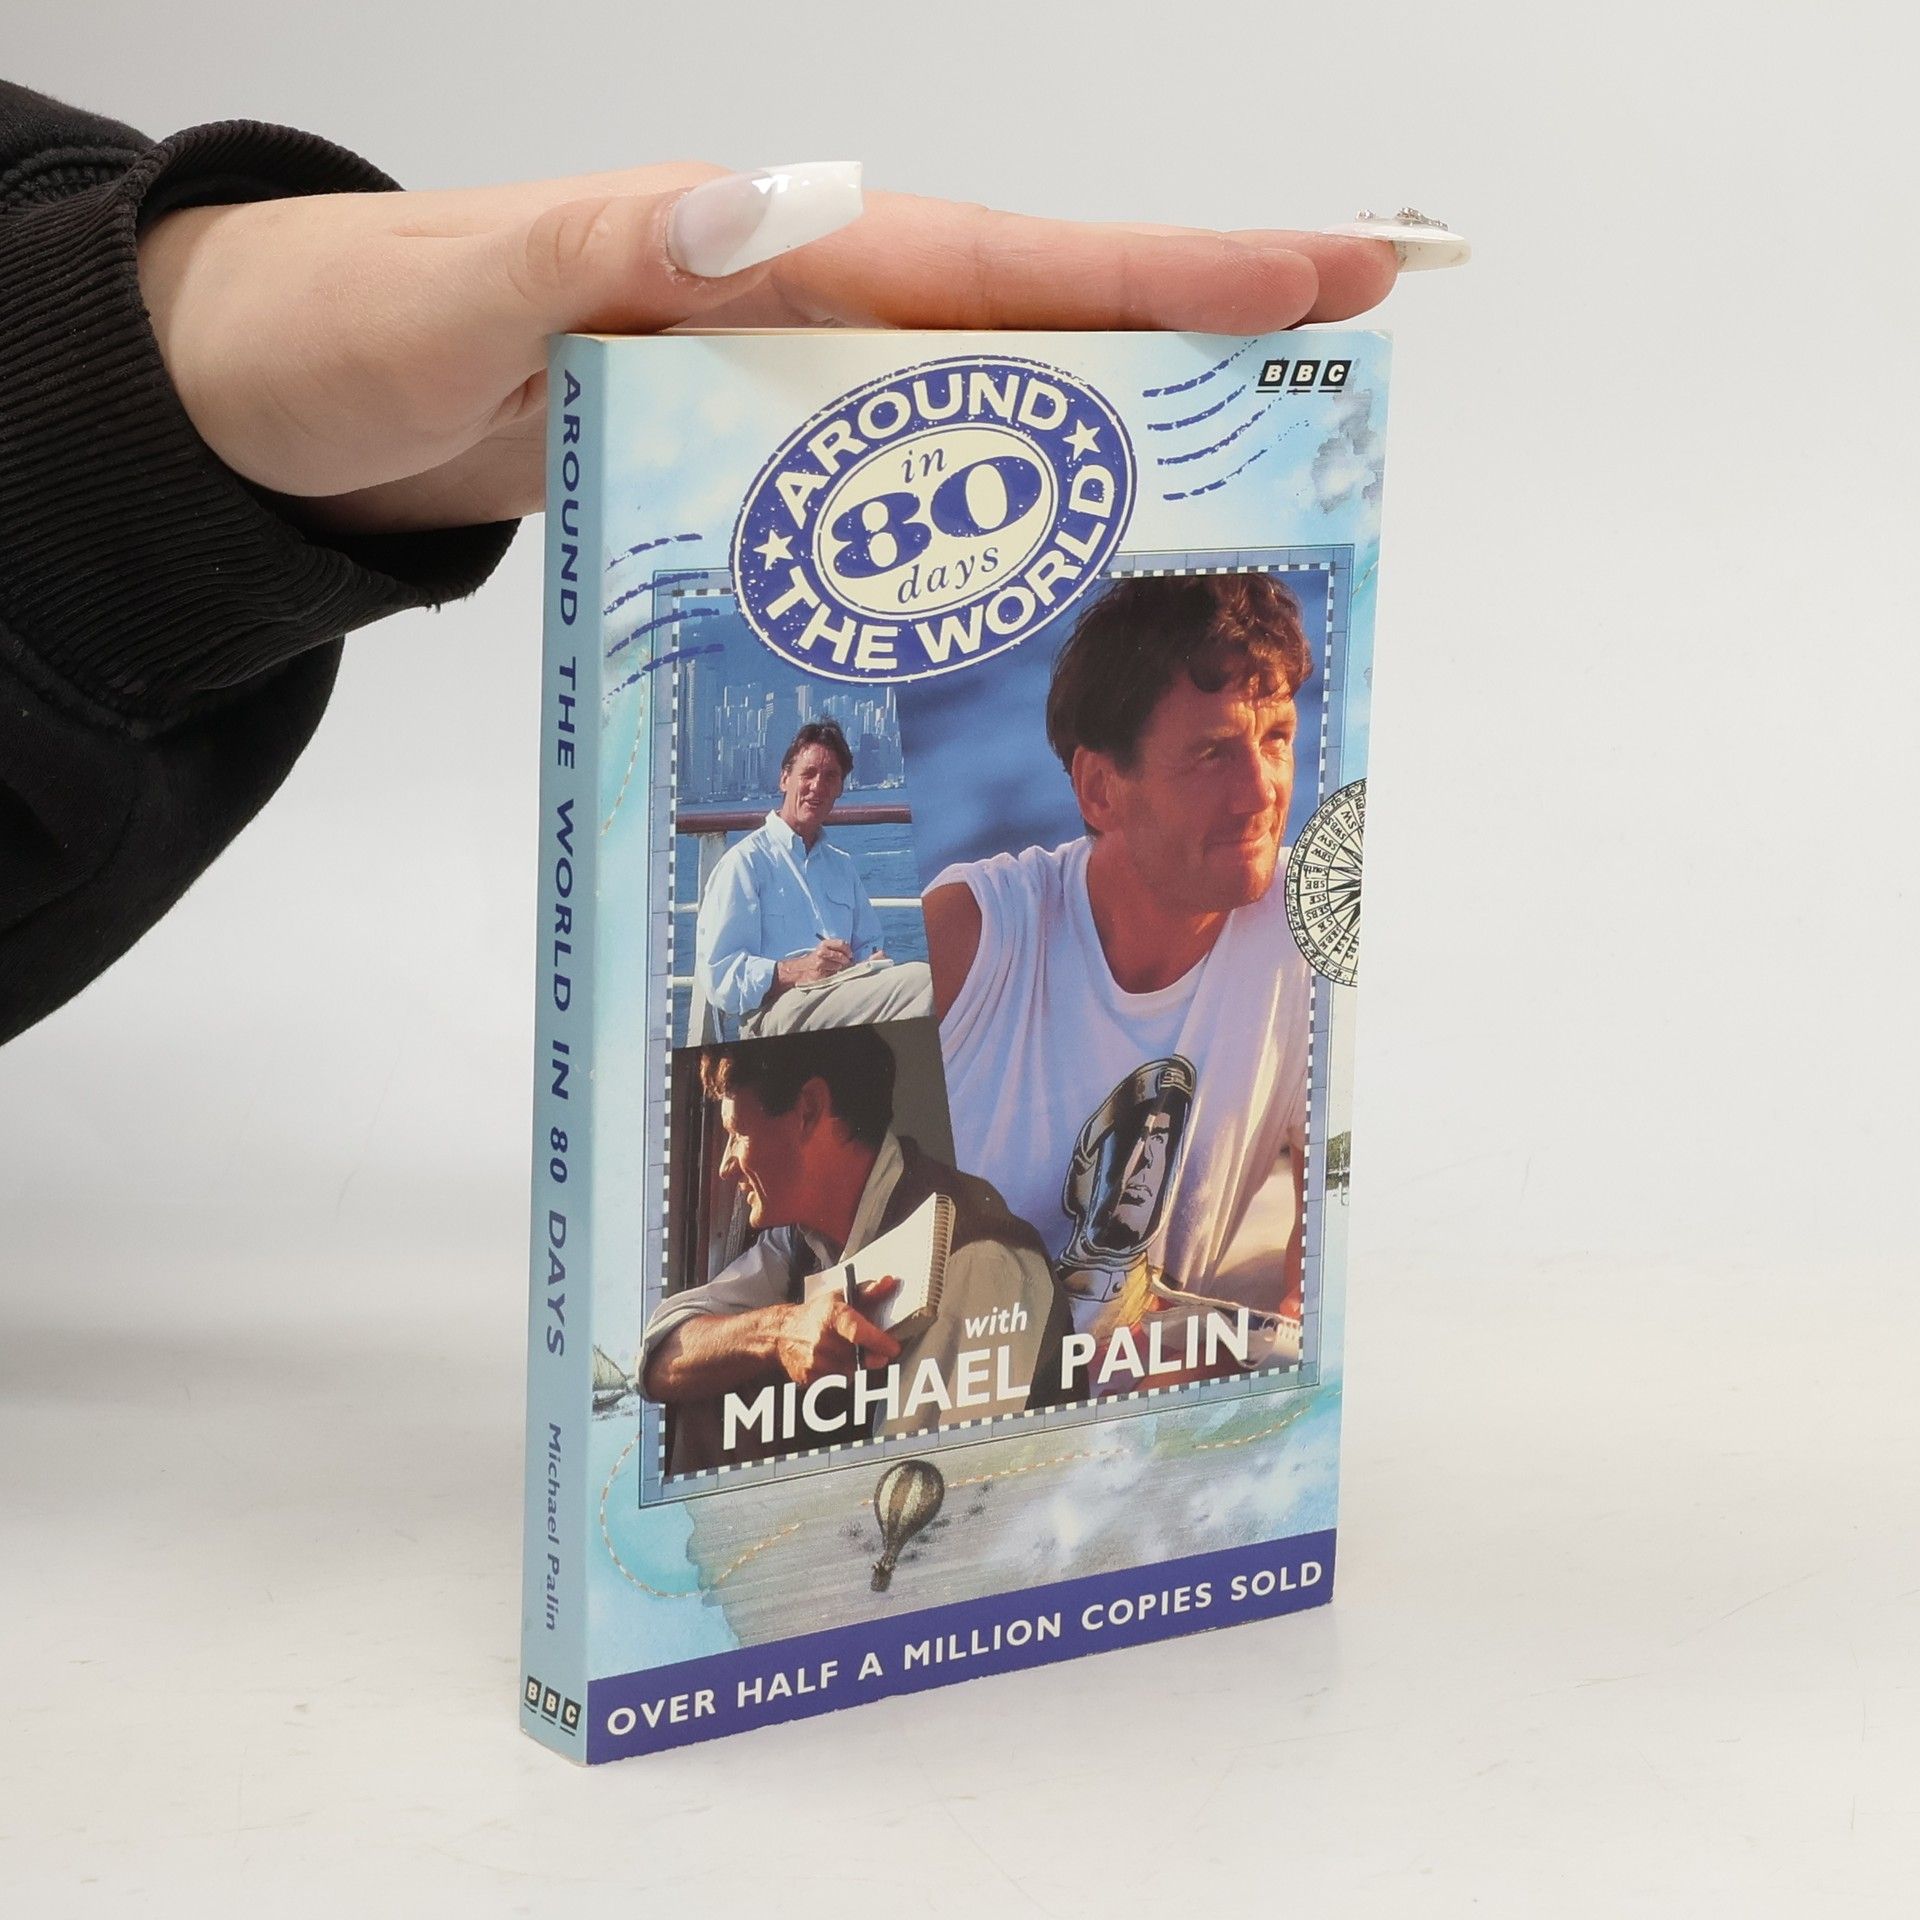 AROUND THE WORLD IN 80 DAYS Michael Palin
BBC
BBC
AROUND
in
80
days
THE WORLD
with
MICHAEL PALIN
OVER HALF A MILLION COPIES SOLD